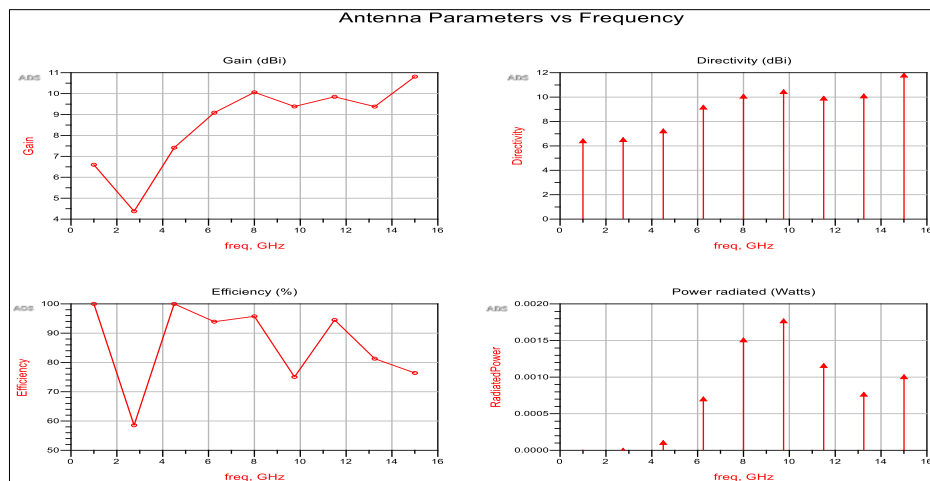 Antenna Parameters vs Frequency
Gain (dBi)
ADS
11
10
9
8
7
6
5
4
Gain
0 2 4 6 8 10 12 14 16
freq, GHz
Directivity (dBi)
ADS
12
10
8
6
4
2
0
Directivity
0 2 4 6 8 10 12 14 16
freq, GHz
Efficiency (%)
ADS
100
90
80
70
60
50
Efficiency
0 2 4 6 8 10 12 14 16
freq, GHz
Power radiated (Watts)
ADS
0.0020
0.0015
0.0010
0.0005
0.0000
RadiatedPower
0 2 4 6 8 10 12 14 16
freq, GHz